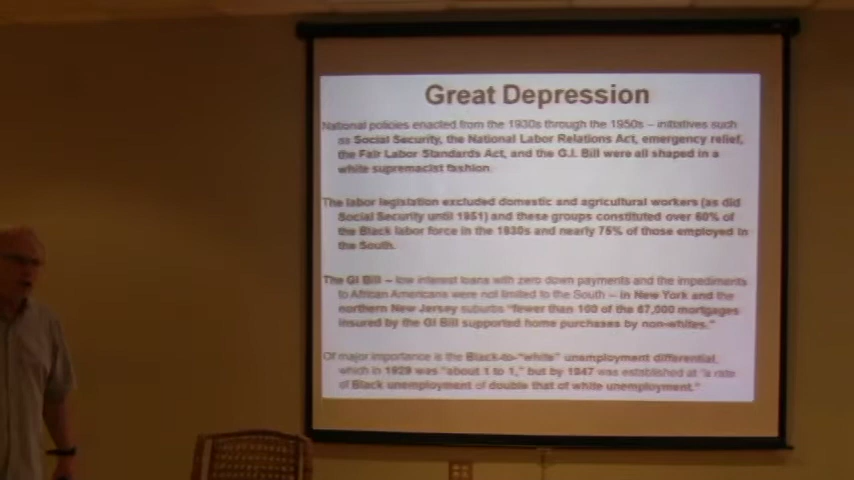 Great Depression
National policies enacted from the 1930s through the 1950s – initiatives such
as Social Security, the National Labor Relations Act, emergency relief,
the Fair Labor Standards Act, and the G.I. Bill were all shaped in a
white supremacist fashion.
The labor legislation excluded domestic and agricultural workers (as did
Social Security until 1951) and these groups constituted over 60% of
the Black labor force in the 1930s and nearly 75% of those employed in
the South.
The GI Bill – low interest loans with zero down payments and the impediments
to African Americans were not limited to the South – in New York and the
northern New Jersey suburbs "fewer than 100 of the 67,000 mortgages
insured by the GI Bill supported home purchases by non-whites."
Of major importance is the Black-to-"white" unemployment differential,
which in 1929 was "about 1 to 1," but by 1947 was established at "a rate
of Black unemployment of double that of white unemployment."